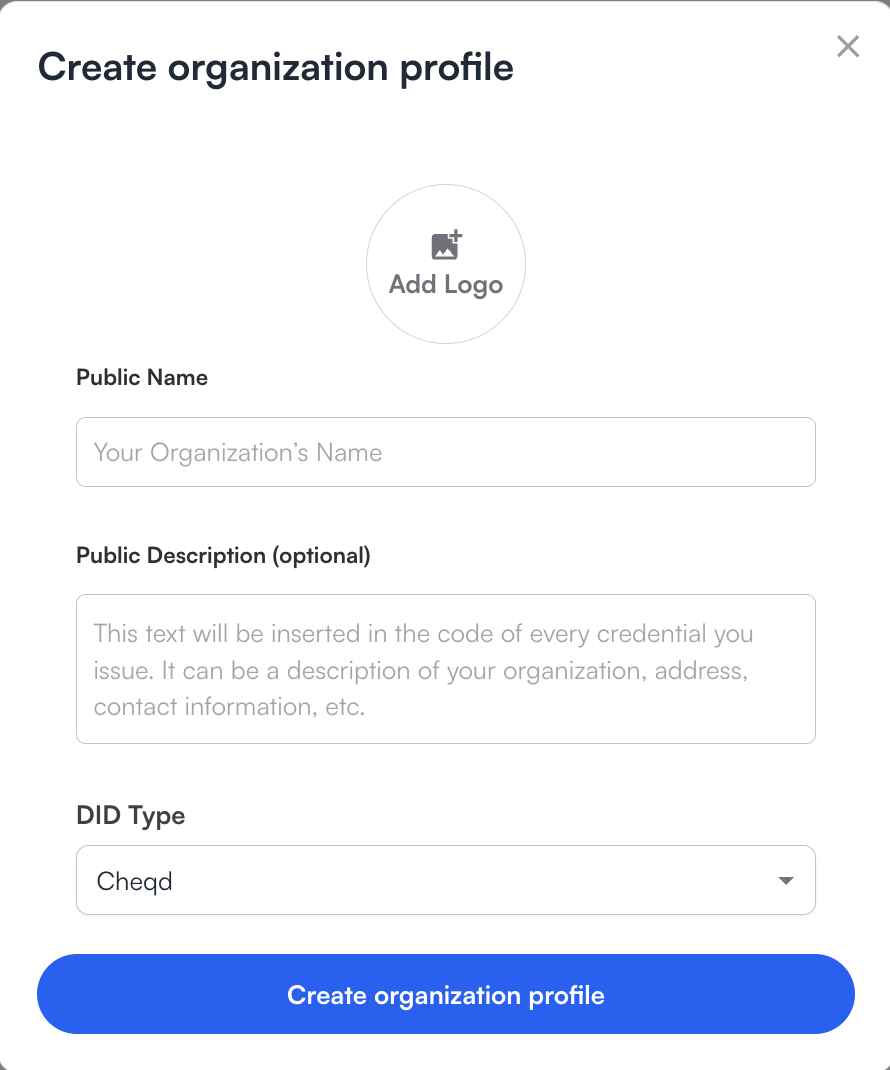 Create organization profile
Add Logo
Public Name
Your Organization’s Name
Public Description (optional)
This text will be inserted in the code of every credential you
issue. It can be a description of your organization, address,
contact information, etc.
DID Type
Cheqd
Create organization profile